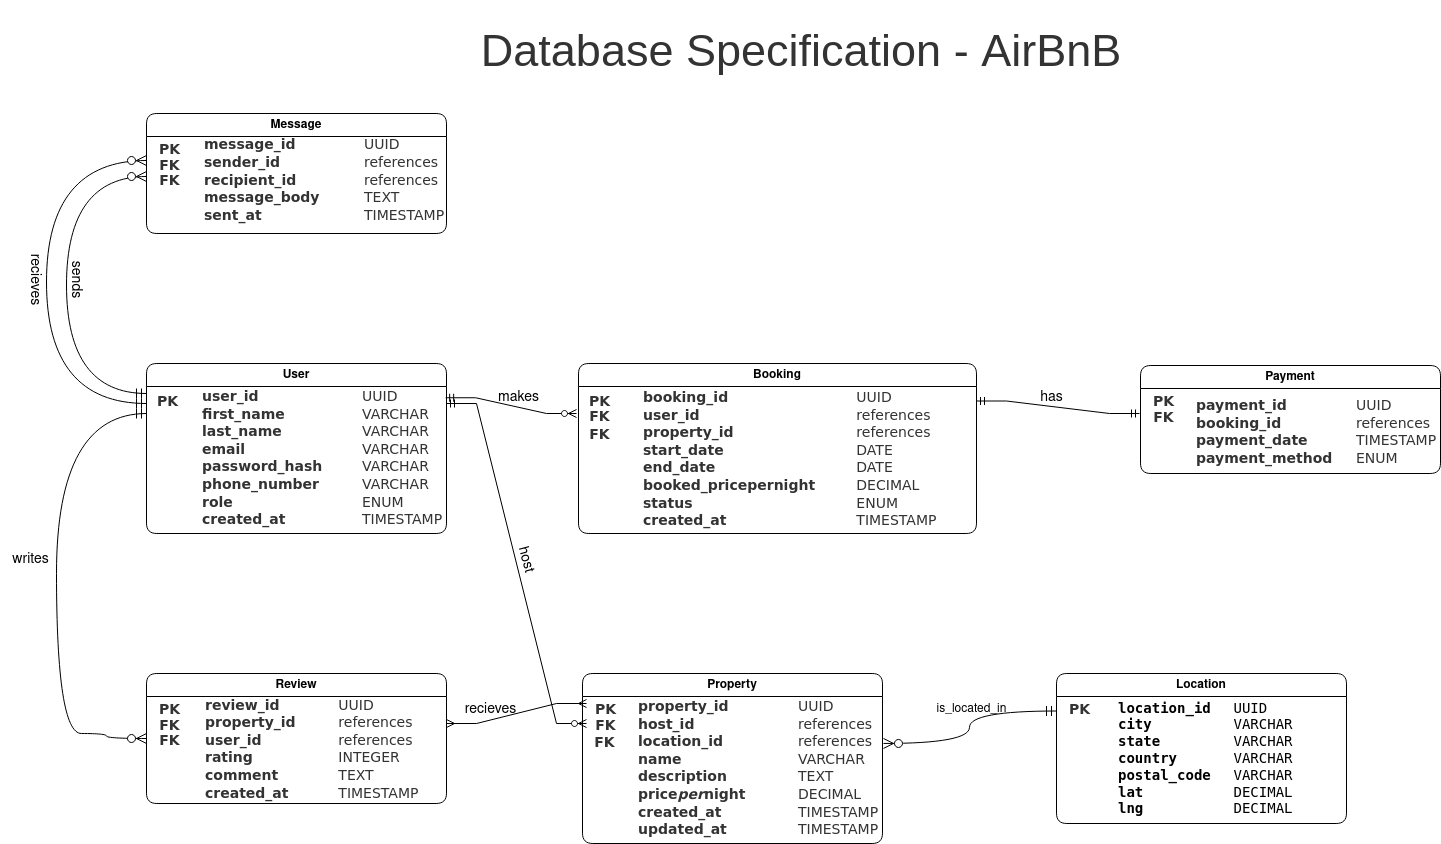 Database Specification - AirBnB
Message
PK message_id UUID
FK sender_id references
FK recipient_id references
message_body TEXT
sent_at TIMESTAMP
recieves
sends
User
PK user_id UUID
first_name VARCHAR
last_name VARCHAR
email VARCHAR
password_hash VARCHAR
phone_number VARCHAR
role ENUM
created_at TIMESTAMP
makes
Booking
PK booking_id UUID
FK user_id references
FK property_id references
start_date DATE
end_date DATE
booked_pricepernight DECIMAL
status ENUM
created_at TIMESTAMP
has
Payment
PK payment_id UUID
FK booking_id references
payment_date TIMESTAMP
payment_method ENUM
writes
host
Review
PK review_id UUID
FK property_id references
FK user_id references
rating INTEGER
comment TEXT
created_at TIMESTAMP
recieves
Property
PK property_id UUID
FK host_id references
FK location_id references
name VARCHAR
description TEXT
pricepernight DECIMAL
created_at TIMESTAMP
updated_at TIMESTAMP
is_located_in
Location
PK location_id UUID
city VARCHAR
state VARCHAR
country VARCHAR
postal_code VARCHAR
lat DECIMAL
lng DECIMAL